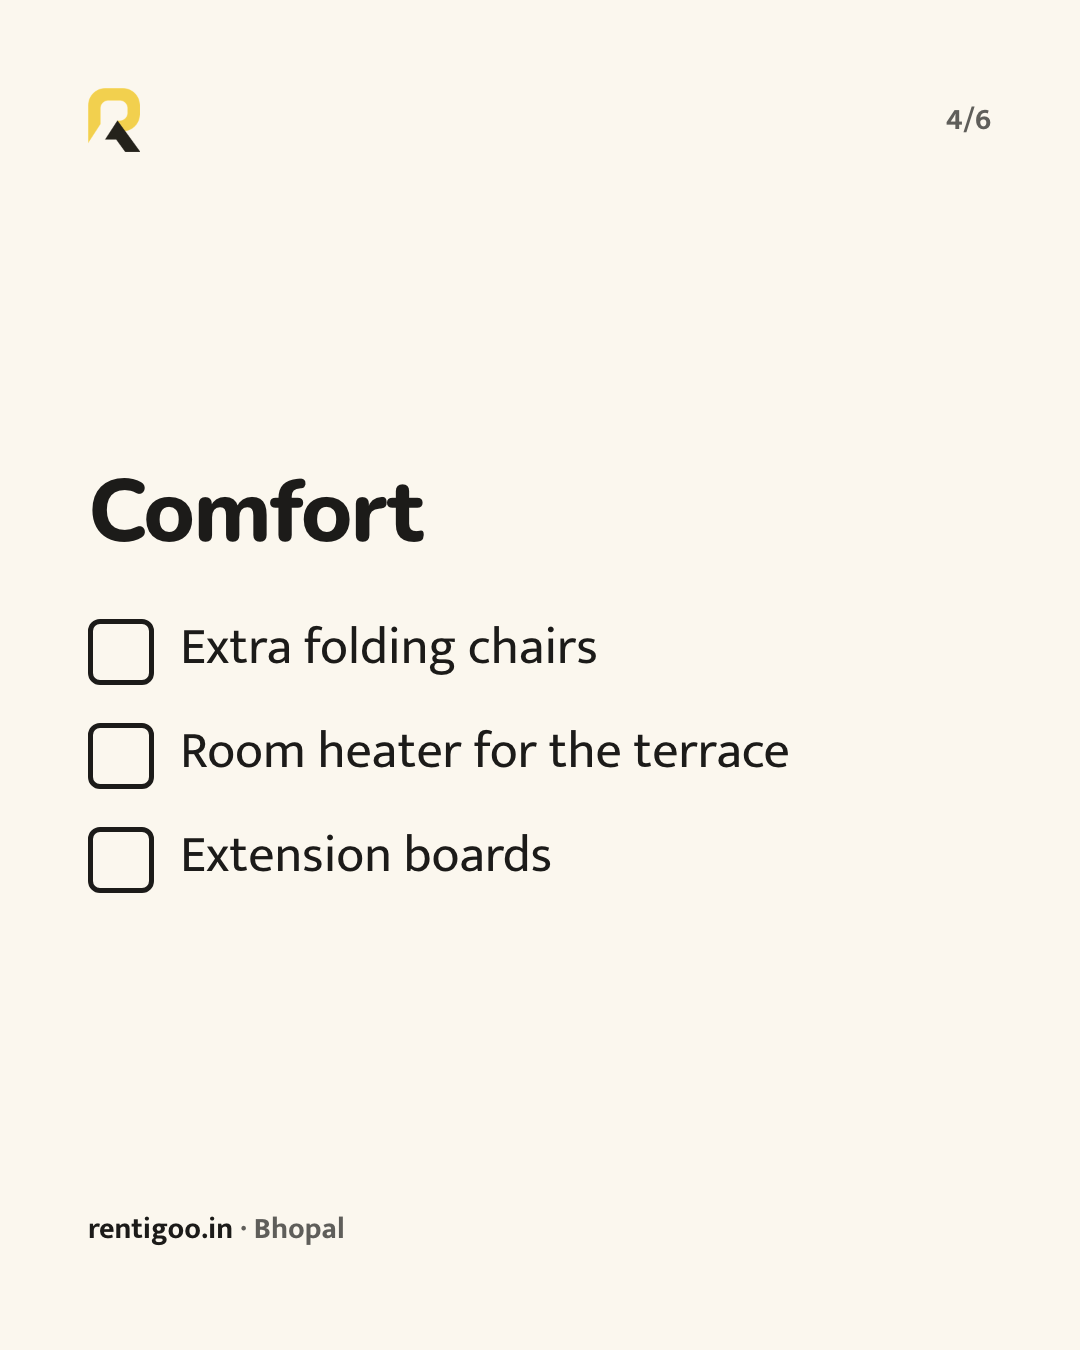 4/6
Comfort
Extra folding chairs
Room heater for the terrace
Extension boards
rentigoo.in · Bhopal